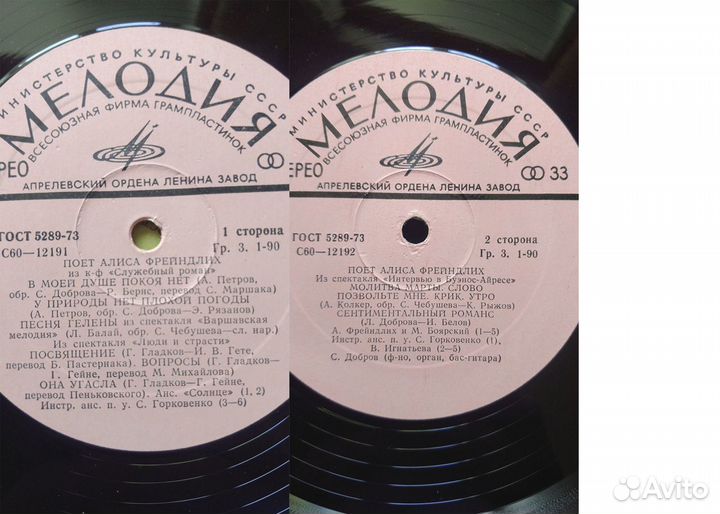 МИНИСТЕРСТВО КУЛЬТУРЫ СССР
МЕЛОДИЯ
ВСЕСОЮЗНАЯ ФИРМА ГРАМПЛАСТИНОК
РЕО
АПРЕЛЕВСКИЙ ОРДЕНА ЛЕНИНА ЗАВОД
ГОСТ 5289-73
С60—12191
1 сторона
Гр. 3. 1-90
ПОЕТ АЛИСА ФРЕЙНДЛИХ
из к-ф «Служебный роман»
В МОЕЙ ДУШЕ ПОКОЯ НЕТ (А. Петров,
обр. С. Доброва—Р. Бернс, перевод С. Маршака)
У ПРИРОДЫ НЕТ ПЛОХОЙ ПОГОДЫ
(А. Петров, обр. С. Доброва—Э. Рязанов)
ПЕСНЯ ГЕЛЕНЫ из спектакля «Варшавская
мелодия» (Л. Балай, обр. С. Чебушева—сл. нар.)
Из спектакля «Люди и страсти»
ПОСВЯЩЕНИЕ (Г. Гладков—И. В. Гете,
перевод Б. Пастернака). ВОПРОСЫ (Г. Гладков—
Г. Гейне, перевод М. Михайлова)
ОНА УГАСЛА (Г. Гладков—Г. Гейне,
перевод Пеньковского). Анс. «Солнце» (1, 2)
Инстр. анс. п. у. С. Горковенко (3—6)
МИНИСТЕРСТВО КУЛЬТУРЫ СССР
МЕЛОДИЯ
ВСЕСОЮЗНАЯ ФИРМА ГРАМПЛАСТИНОК
ЕРЕО
33
АПРЕЛЕВСКИЙ ОРДЕНА ЛЕНИНА ЗАВОД
ГОСТ 5289-73
С60—12192
2 сторона
Гр. 3. 1-90
ПОЕТ АЛИСА ФРЕЙНДЛИХ
Из спектакля «Интервью в Буэнос-Айресе»
МОЛИТВА МАРТЫ. СЛОВО
ПОЗВОЛЬТЕ МНЕ. КРИК, УТРО
(А. Колкер, обр. С. Чебушева—К. Рыжов)
СЕНТИМЕНТАЛЬНЫЙ РОМАНС
(Л. Доброва—И. Белов)
А. Фрейндлих и М. Боярский (1—5)
Инстр. анс. п. у. С. Горковенко (1),
В. Игнатьева (2—5)
С. Добров (ф-но, орган, бас-гитара)
Avito